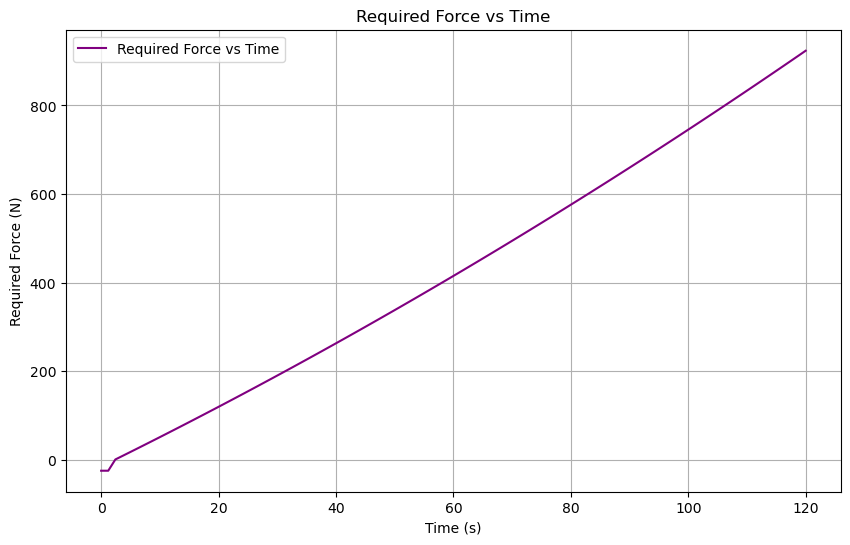 Required Force vs Time
Required Force vs Time
Required Force (N)
800
600
400
200
0
0 20 40 60 80 100 120
Time (s)